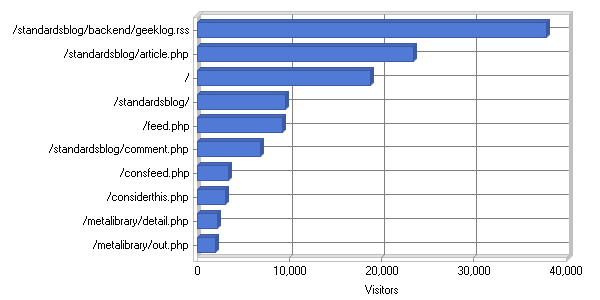 /standardsblog/backend/geeklog.rss
/standardsblog/article.php
/
/standardsblog/
/feed.php
/standardsblog/comment.php
/consfeed.php
/considerthis.php
/metalibrary/detail.php
/metalibrary/out.php
0 10,000 20,000 30,000 40,000
Visitors